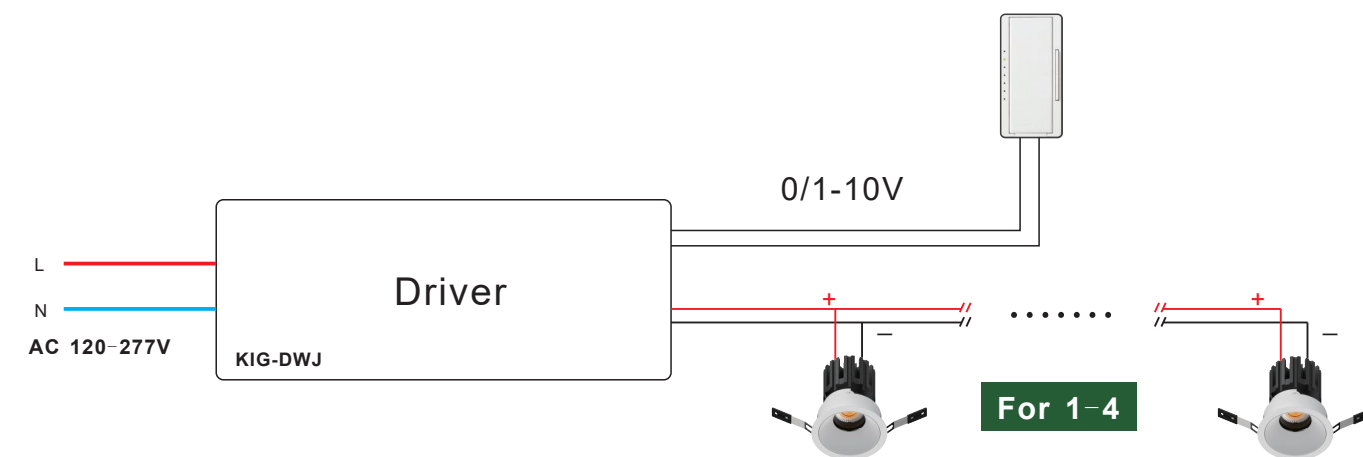 0/1-10V
L
Driver
N
+
+
−
−
AC 120−277V
KIG-DWJ
For 1−4